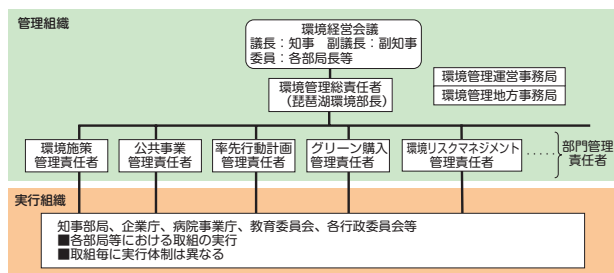 管理組織
環境経営会議
議長：知事　副議長：副知事
委員：各部局長等
環境管理総責任者
（琵琶湖環境部長）
環境管理運営事務局
環境管理地方事務局
環境施策
管理責任者
公共事業
管理責任者
率先行動計画
管理責任者
グリーン購入
管理責任者
環境リスクマネジメント
管理責任者
部門管理
責任者
実行組織
知事部局、企業庁、病院事業庁、教育委員会、各行政委員会等
■各部局等における取組の実行
■取組毎に実行体制は異なる